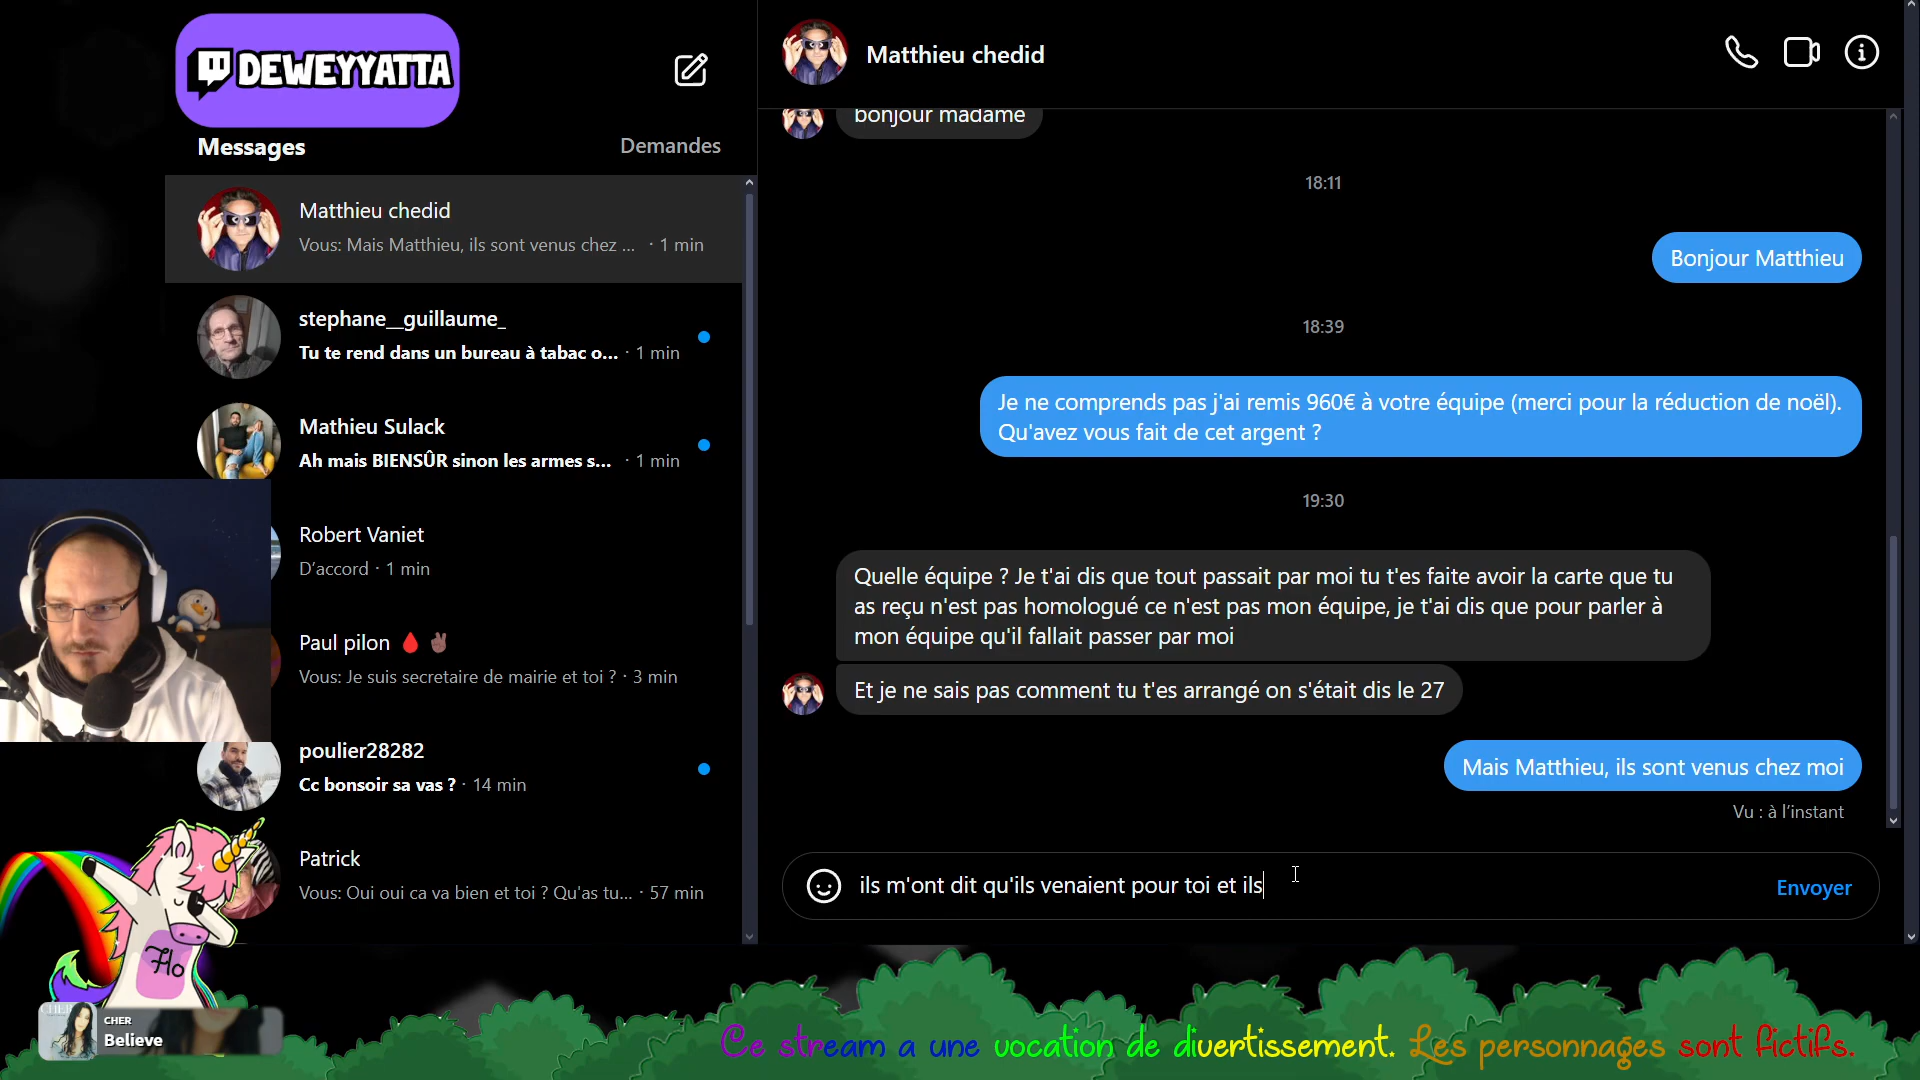 DEWEYYATTA
Messages
Demandes
Matthieu chedid
Vous: Mais Matthieu, ils sont venus chez ... · 1 min
stephane__guillaume_
Tu te rend dans un bureau à tabac o... · 1 min
Mathieu Sulack
Ah mais BIENSÛR sinon les armes s... · 1 min
Robert Vaniet
D'accord · 1 min
Paul pilon 🩸 ✌🏿
Vous: Je suis secretaire de mairie et toi ? · 3 min
poulier28282
Cc bonsoir sa vas ? · 14 min
Patrick
Vous: Oui oui ca va bien et toi ? Qu'as tu... · 57 min
Matthieu chedid
bonjour madame
18:11
Bonjour Matthieu
18:39
Je ne comprends pas j'ai remis 960€ à votre équipe (merci pour la réduction de noël).
Qu'avez vous fait de cet argent ?
19:30
Quelle équipe ? Je t'ai dis que tout passait par moi tu t'es faite avoir la carte que tu
as reçu n'est pas homologué ce n'est pas mon équipe, je t'ai dis que pour parler à
mon équipe qu'il fallait passer par moi
Et je ne sais pas comment tu t'es arrangé on s'était dis le 27
Mais Matthieu, ils sont venus chez moi
Vu : à l'instant
ils m'ont dit qu'ils venaient pour toi et ils
Envoyer
Flo
CHER
CHER
Believe
Ce stream a une vocation de divertissement. Les personnages sont fictifs.